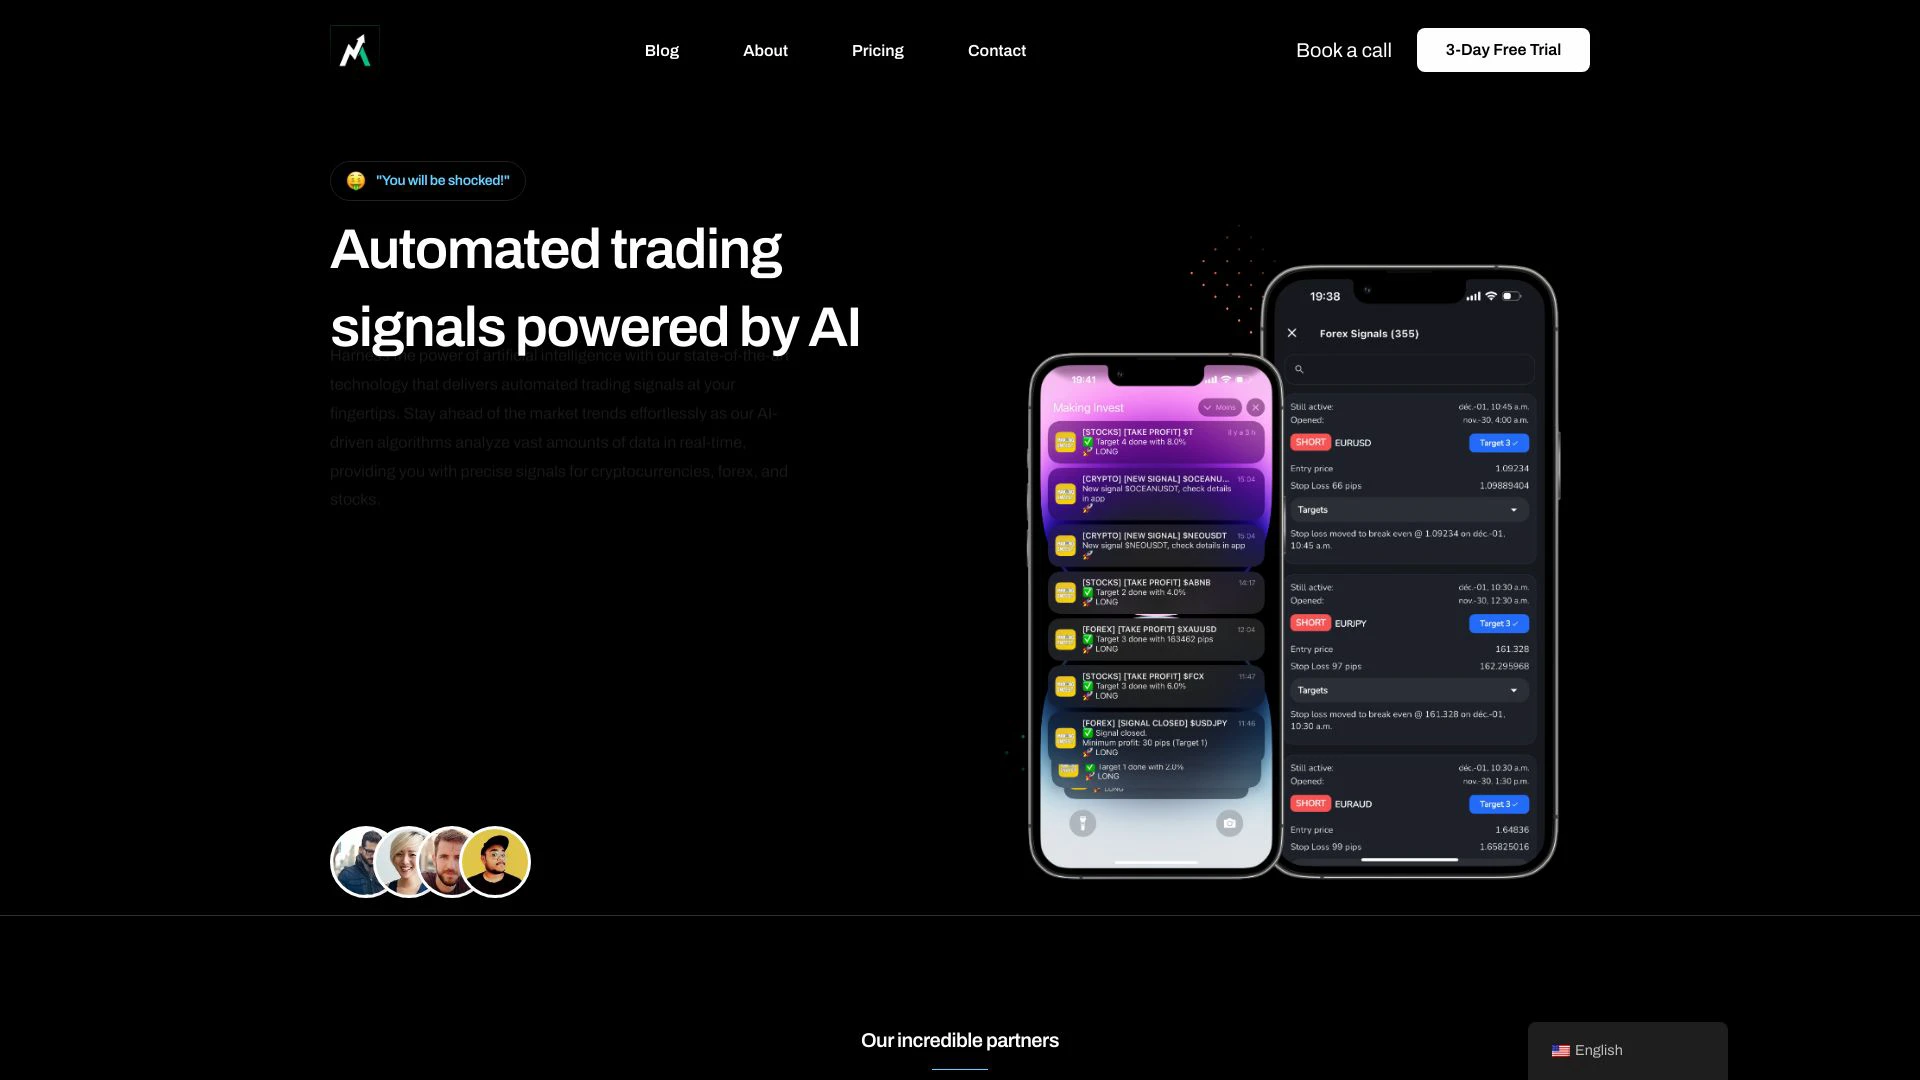 Blog
About
Pricing
Contact
Book a call
3-Day Free Trial
"You will be shocked!"
Automated trading
signals powered by AI
Harness the power of artificial intelligence with our state-of-the-art
technology that delivers automated trading signals at your
fingertips. Stay ahead of the market trends effortlessly as our AI-
driven algorithms analyze vast amounts of data in real-time,
providing you with precise signals for cryptocurrencies, forex, and
stocks.
19:41
Making invest
Moins
[STOCKS] [TAKE PROFIT] $T
il y a 3 h
Target 4 done with 8.0%
LONG
[CRYPTO] [NEW SIGNAL] $OCEANU...
15:04
New signal $OCEANUSDT, check details
in app
[CRYPTO] [NEW SIGNAL] $NEOUSDT
15:04
New signal $NEOUSDT, check details in app
[STOCKS] [TAKE PROFIT] $ABNB
14:17
Target 2 done with 4.0%
LONG
[FOREX] [TAKE PROFIT] $XAUUSD
12:04
Target 3 done with 163462 pips
LONG
[STOCKS] [TAKE PROFIT] $FCX
11:47
Target 3 done with 6.0%
LONG
[FOREX] [SIGNAL CLOSED] $USDJPY
11:46
Signal closed.
Minimum profit: 30 pips (Target 1)
LONG
Target 1 done with 2.0%
LONG
LONG
19:38
Forex Signals (355)
Still active:
déc.-01, 10:45 a.m.
Opened:
nov.-30, 4:00 a.m.
SHORT EURUSD
Target 3
Entry price
1.09234
Stop Loss 66 pips
1.09889404
Targets
Stop loss moved to break even @ 1.09234 on déc.-01,
10:45 a.m.
Still active:
déc.-01, 10:30 a.m.
Opened:
nov.-30, 12:30 a.m.
SHORT EURJPY
Target 3
Entry price
161.328
Stop Loss 97 pips
162.295968
Targets
Stop loss moved to break even @ 161.328 on déc.-01,
10:30 a.m.
Still active:
déc.-01, 10:30 a.m.
Opened:
nov.-30, 1:30 p.m.
SHORT EURAUD
Target 3
Entry price
1.64836
Stop Loss 99 pips
1.65825016
Our incredible partners
English